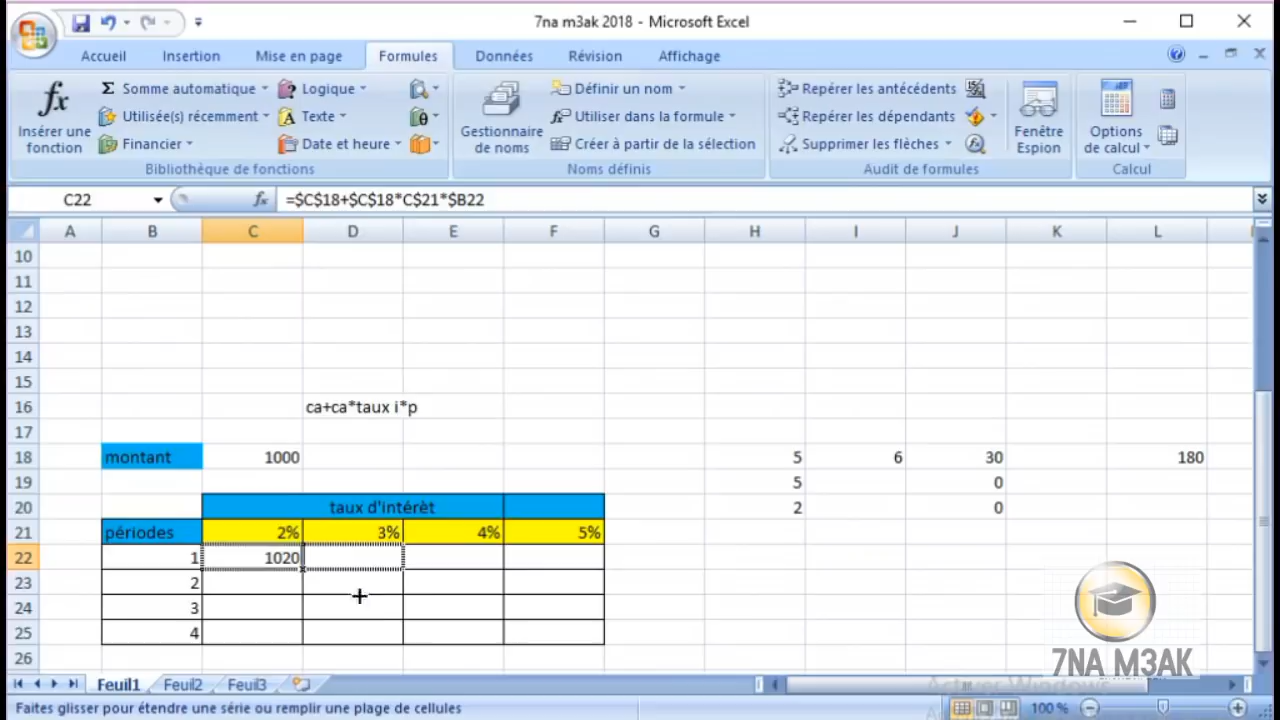 7na m3ak 2018 - Microsoft Excel
Accueil Insertion Mise en page Formules Données Révision Affichage
Σ Somme automatique Logique Définir un nom Repérer les antécédents
Utilisée(s) récemment Texte Utiliser dans la formule Repérer les dépendants
Insérer une fonction Gestionnaire de noms Fenêtre Espion Options de calcul
Financier Date et heure Créer à partir de la sélection Supprimer les flèches
Bibliothèque de fonctions Noms définis Audit de formules Calcul
C22 fx =$C$18+$C$18*C$21*$B22
A B C D E F G H I J K L
10
11
12
13
14
15
16 ca+ca*taux i*p
17
18 montant 1000 5 6 30 180
19 5 0
20 taux d'intérèt 2 0
21 périodes 2% 3% 4% 5%
22 1 1020
23 2
24 3
25 4
26
7NA M3AK
Feuil1 Feuil2 Feuil3
Faites glisser pour étendre une série ou remplir une plage de cellules 100 %